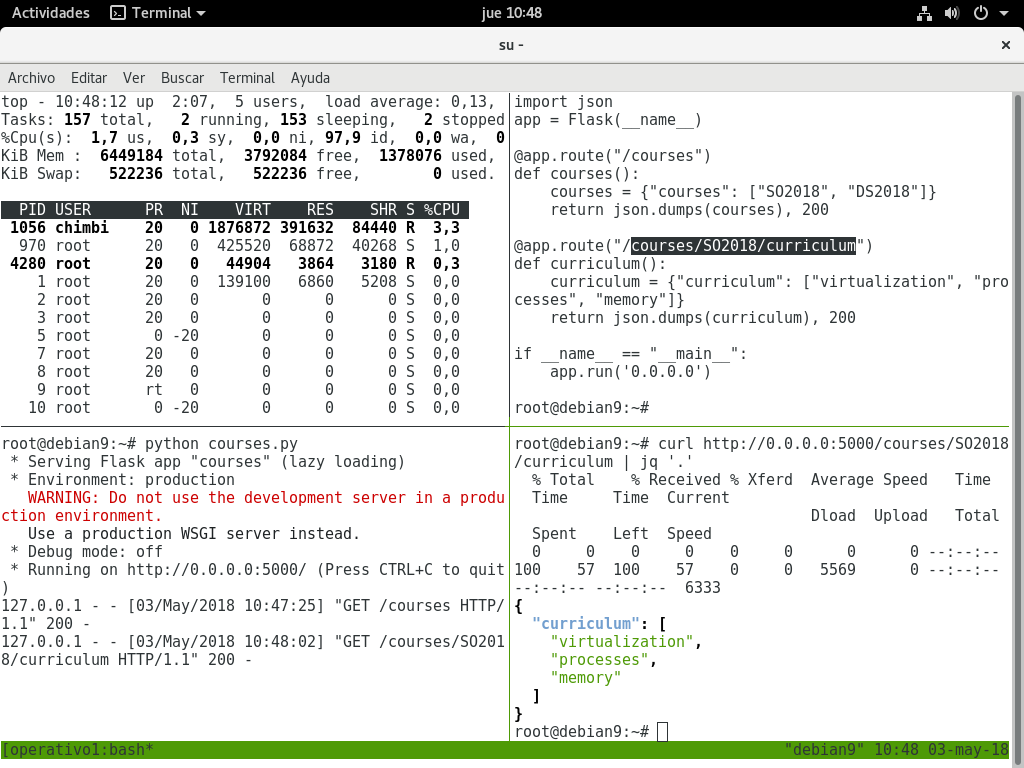 Actividades Terminal jue 10:48
su -
Archivo Editar Ver Buscar Terminal Ayuda
top - 10:48:12 up  2:07,  5 users,  load average: 0,13,
Tasks: 157 total,   2 running, 153 sleeping,   2 stopped
%Cpu(s):  1,7 us,  0,3 sy,  0,0 ni, 97,9 id,  0,0 wa,  0
KiB Mem :  6449184 total,  3792084 free,  1378076 used,
KiB Swap:   522236 total,   522236 free,        0 used.
  PID USER      PR  NI    VIRT    RES    SHR S %CPU
 1056 chimbi    20   0 1876872 391632  84440 R  3,3
  970 root      20   0  425520  68872  40268 S  1,0
 4280 root      20   0   44904   3864   3180 R  0,3
    1 root      20   0  139100   6860   5208 S  0,0
    2 root      20   0       0      0      0 S  0,0
    3 root      20   0       0      0      0 S  0,0
    5 root       0 -20       0      0      0 S  0,0
    7 root      20   0       0      0      0 S  0,0
    8 root      20   0       0      0      0 S  0,0
    9 root      rt   0       0      0      0 S  0,0
   10 root       0 -20       0      0      0 S  0,0
import json
app = Flask(__name__)
@app.route("/courses")
def courses():
    courses = {"courses": ["SO2018", "DS2018"]}
    return json.dumps(courses), 200
@app.route("/courses/SO2018/curriculum")
def curriculum():
    curriculum = {"curriculum": ["virtualization", "pro
cesses", "memory"]}
    return json.dumps(curriculum), 200
if __name__ == "__main__":
    app.run('0.0.0.0')
root@debian9:~#
root@debian9:~# python courses.py
 * Serving Flask app "courses" (lazy loading)
 * Environment: production
   WARNING: Do not use the development server in a produ
ction environment.
   Use a production WSGI server instead.
 * Debug mode: off
 * Running on http://0.0.0.0:5000/ (Press CTRL+C to quit
)
127.0.0.1 - - [03/May/2018 10:47:25] "GET /courses HTTP/
1.1" 200 -
127.0.0.1 - - [03/May/2018 10:48:02] "GET /courses/SO201
8/curriculum HTTP/1.1" 200 -
root@debian9:~# curl http://0.0.0.0:5000/courses/SO2018
/curriculum | jq '.'
  % Total    % Received % Xferd  Average Speed   Time
  Time     Time  Current
                                 Dload  Upload   Total
  Spent    Left  Speed
  0     0    0     0    0     0      0      0 --:--:--
100    57  100    57    0     0   5569      0 --:--:--
--:--:-- --:--:--  6333
{
  "curriculum": [
    "virtualization",
    "processes",
    "memory"
  ]
}
root@debian9:~#
[operativo1:bash* "debian9" 10:48 03-may-18